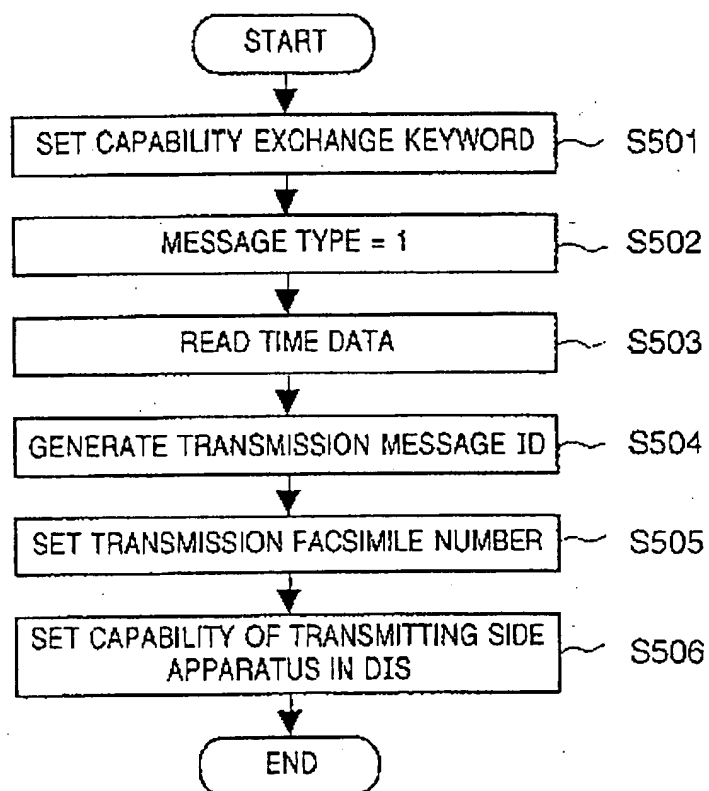 START
SET CAPABILITY EXCHANGE KEYWORD S501
MESSAGE TYPE = 1 S502
READ TIME DATA S503
GENERATE TRANSMISSION MESSAGE ID S504
SET TRANSMISSION FACSIMILE NUMBER S505
SET CAPABILITY OF TRANSMITTING SIDE
APPARATUS IN DIS S506
END